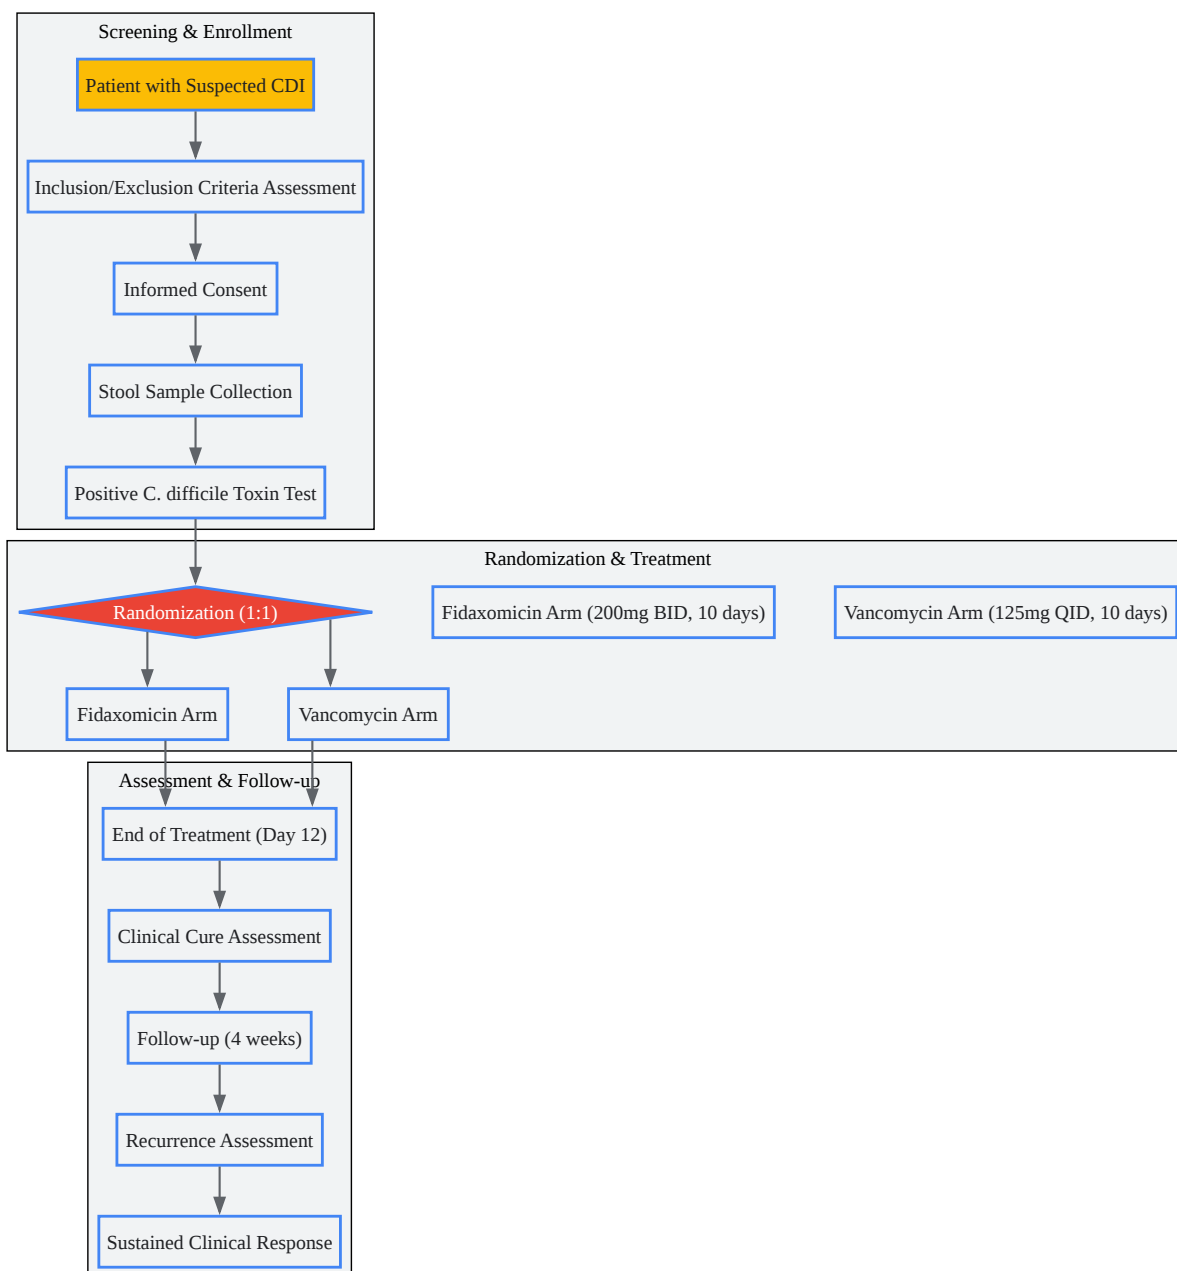 Screening & Enrollment
Patient with Suspected CDI
Inclusion/Exclusion Criteria Assessment
Informed Consent
Stool Sample Collection
Positive C. difficile Toxin Test
Randomization & Treatment
Randomization (1:1)
Fidaxomicin Arm (200mg BID, 10 days)
Vancomycin Arm (125mg QID, 10 days)
Fidaxomicin Arm
Vancomycin Arm
Assessment & Follow-up
End of Treatment (Day 12)
Clinical Cure Assessment
Follow-up (4 weeks)
Recurrence Assessment
Sustained Clinical Response